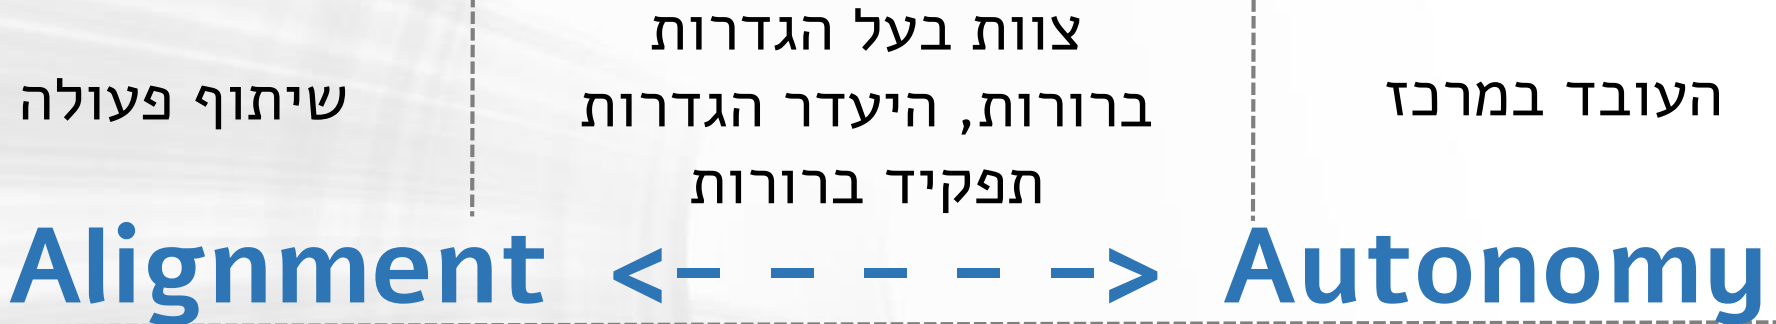 העובד במרכז
צוות בעל הגדרות
ברורות, היעדר הגדרות
תפקיד ברורות
שיתוף פעולה
Alignment <- - - - -> Autonomy